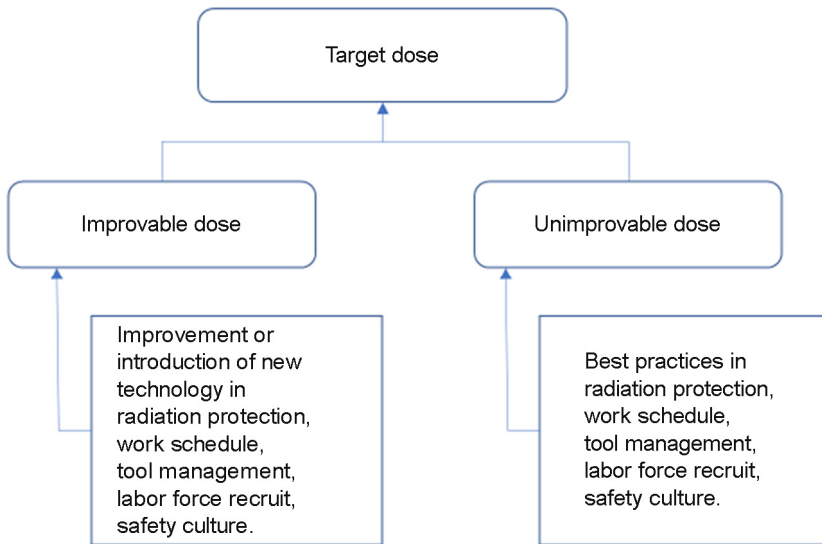 Target dose
Improvable dose
Unimprovable dose
Improvement or
introduction of new
technology in
radiation protection,
work schedule,
tool management,
labor force recruit,
safety culture.
Best practices in
radiation protection,
work schedule,
tool management,
labor force recruit,
safety culture.